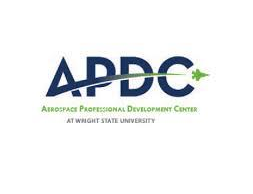 APDC
AEROSPACE PROFESSIONAL DEVELOPMENT CENTER
AT WRIGHT STATE UNIVERSITY